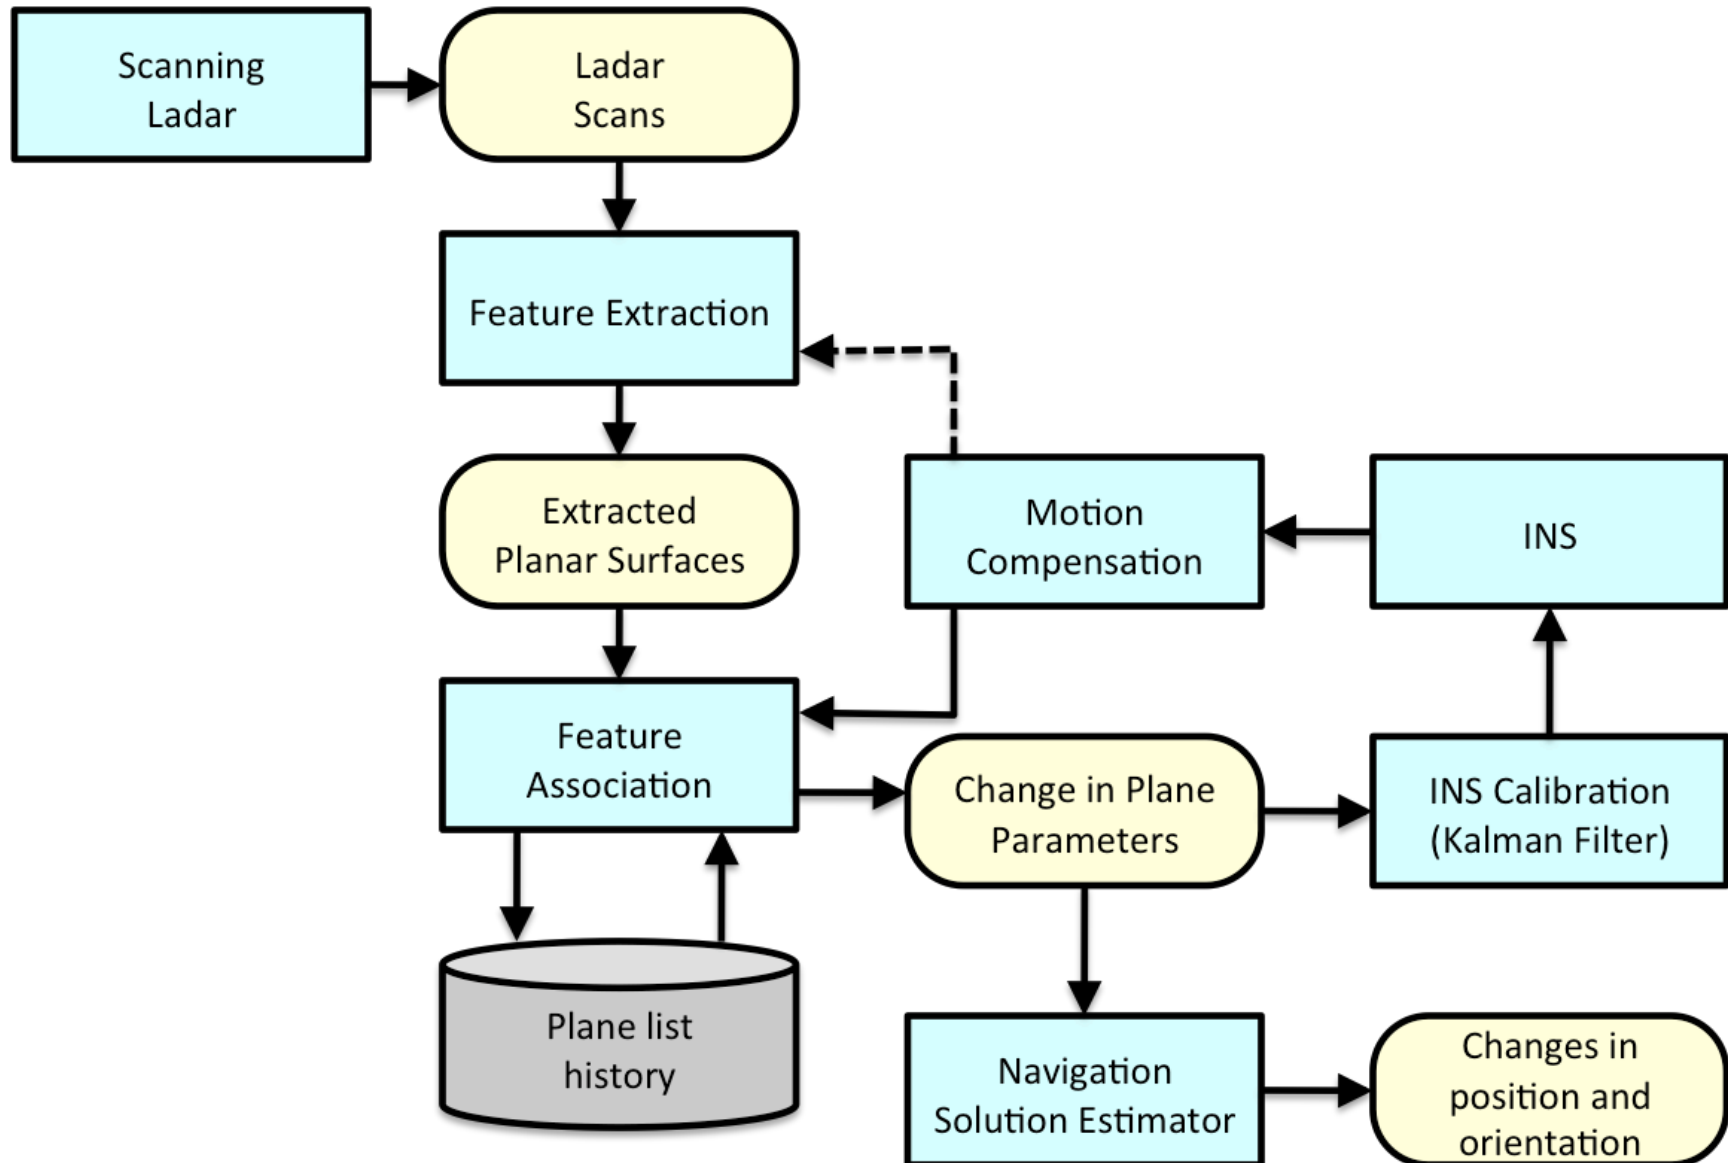 Scanning
Ladar
Ladar
Scans
Feature Extraction
Extracted
Planar Surfaces
Motion
Compensation
INS
Feature
Association
Change in Plane
Parameters
INS Calibration
(Kalman Filter)
Plane list
history
Navigation
Solution Estimator
Changes in
position and
orientation